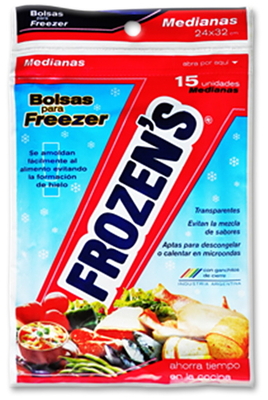 Bolsas
para
Freezer
Medianas
24x32 cm
Medianas
abra por aquí
15 unidades
Medianas
Bolsas
para
Freezer
FROZEN'S
Se amoldan
fácilmente al
alimento evitando
la formación
de hielo
Transparentes
Evitan la mezcla
de sabores
Aptas para descongelar
o calentar en microondas
con ganchitos
de cierre
INDUSTRIA ARGENTINA
ahorra tiempo
en la cocina